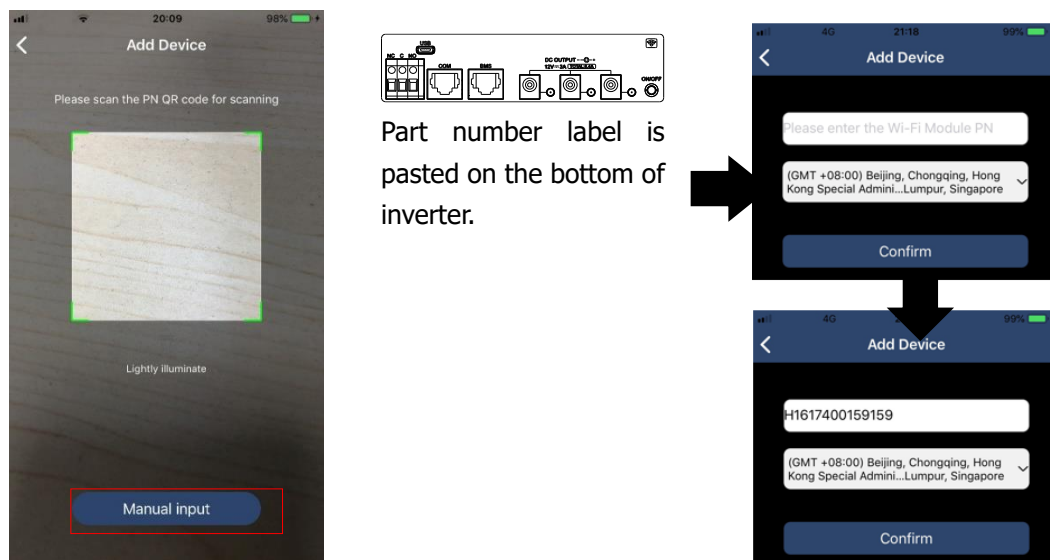 20:09
98%
Add Device
Please scan the PN QR code for scanning
Lightly illuminate
Manual input
NC C NO
USB
COM
BMS
DC OUTPUT
ON/OFF
Part number label is
pasted on the bottom of
inverter.
4G
21:18
99%
Add Device
Please enter the Wi-Fi Module PN
(GMT +08:00) Beijing, Chongqing, Hong
Kong Special Admini...Lumpur, Singapore
Confirm
4G
99%
Add Device
H1617400159159
(GMT +08:00) Beijing, Chongqing, Hong
Kong Special Admini...Lumpur, Singapore
Confirm